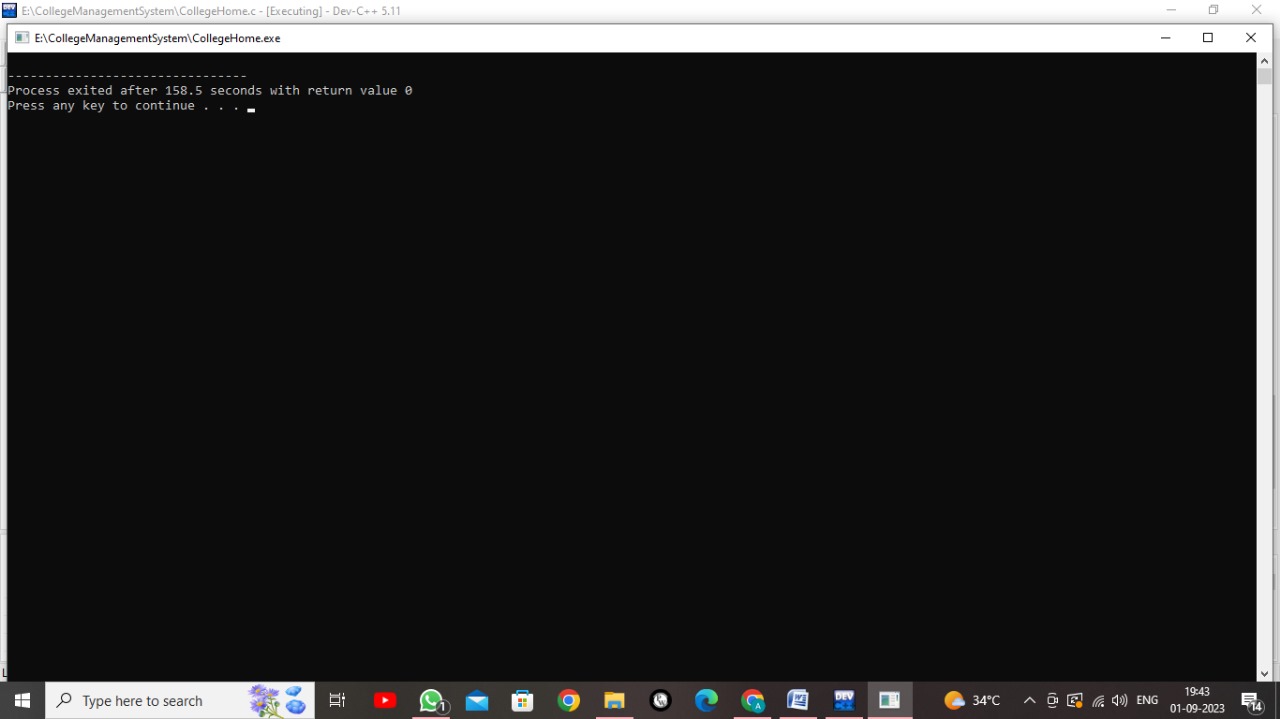 E:\CollegeManagementSystem\CollegeHome.c - [Executing] - Dev-C++ 5.11
E:\CollegeManagementSystem\CollegeHome.exe
--------------------------------
Process exited after 158.5 seconds with return value 0
Press any key to continue . . .
Type here to search
1
W
DEV
34°C
ENG
19:43
01-09-2023
14